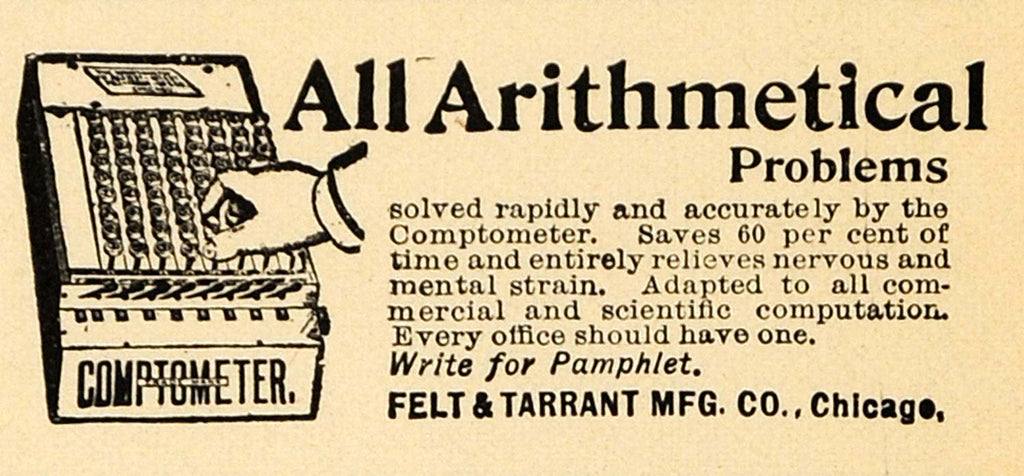 All Arithmetical
Problems
solved rapidly and accurately by the
Comptometer. Saves 60 per cent of
time and entirely relieves nervous and
mental strain. Adapted to all com-
mercial and scientific computation.
Every office should have one.
Write for Pamphlet.
FELT & TARRANT MFG. CO., Chicago,
COMPTOMETER.